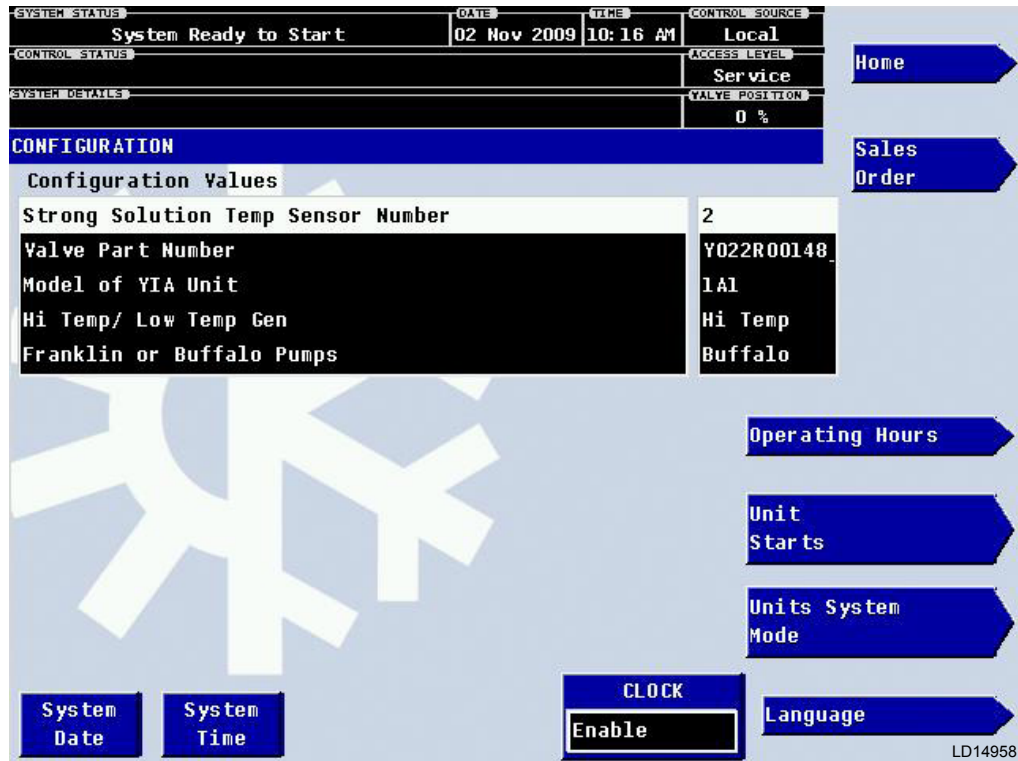 SYSTEM STATUS DATE TIME CONTROL SOURCE
System Ready to Start 02 Nov 2009 10:16 AM Local
CONTROL STATUS ACCESS LEVEL
Service
SYSTEM DETAILS VALVE POSITION
0 %
Home
CONFIGURATION
Sales
Order
Configuration Values
Strong Solution Temp Sensor Number 2
Valve Part Number Y022R00148_
Model of YIA Unit 1A1
Hi Temp/ Low Temp Gen Hi Temp
Franklin or Buffalo Pumps Buffalo
Operating Hours
Unit
Starts
Units System
Mode
System
Date
System
Time
CLOCK
Enable
Language
LD14958